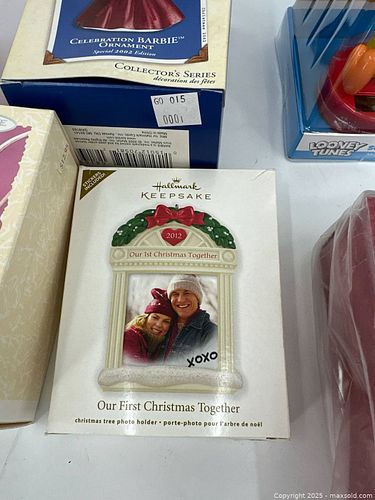 CELEBRATION BARBIE™
ORNAMENT
Special 2002 Edition
COLLECTOR'S SERIES
décoration des fêtes
GO 015
0001
LOONEY
TUNES
Hallmark
KEEPSAKE
2012
Our 1st Christmas Together
XOXO
Our First Christmas Together
christmas tree photo holder • porte-photo pour l'arbre de noël
Copyright 2025 - maxsold.com